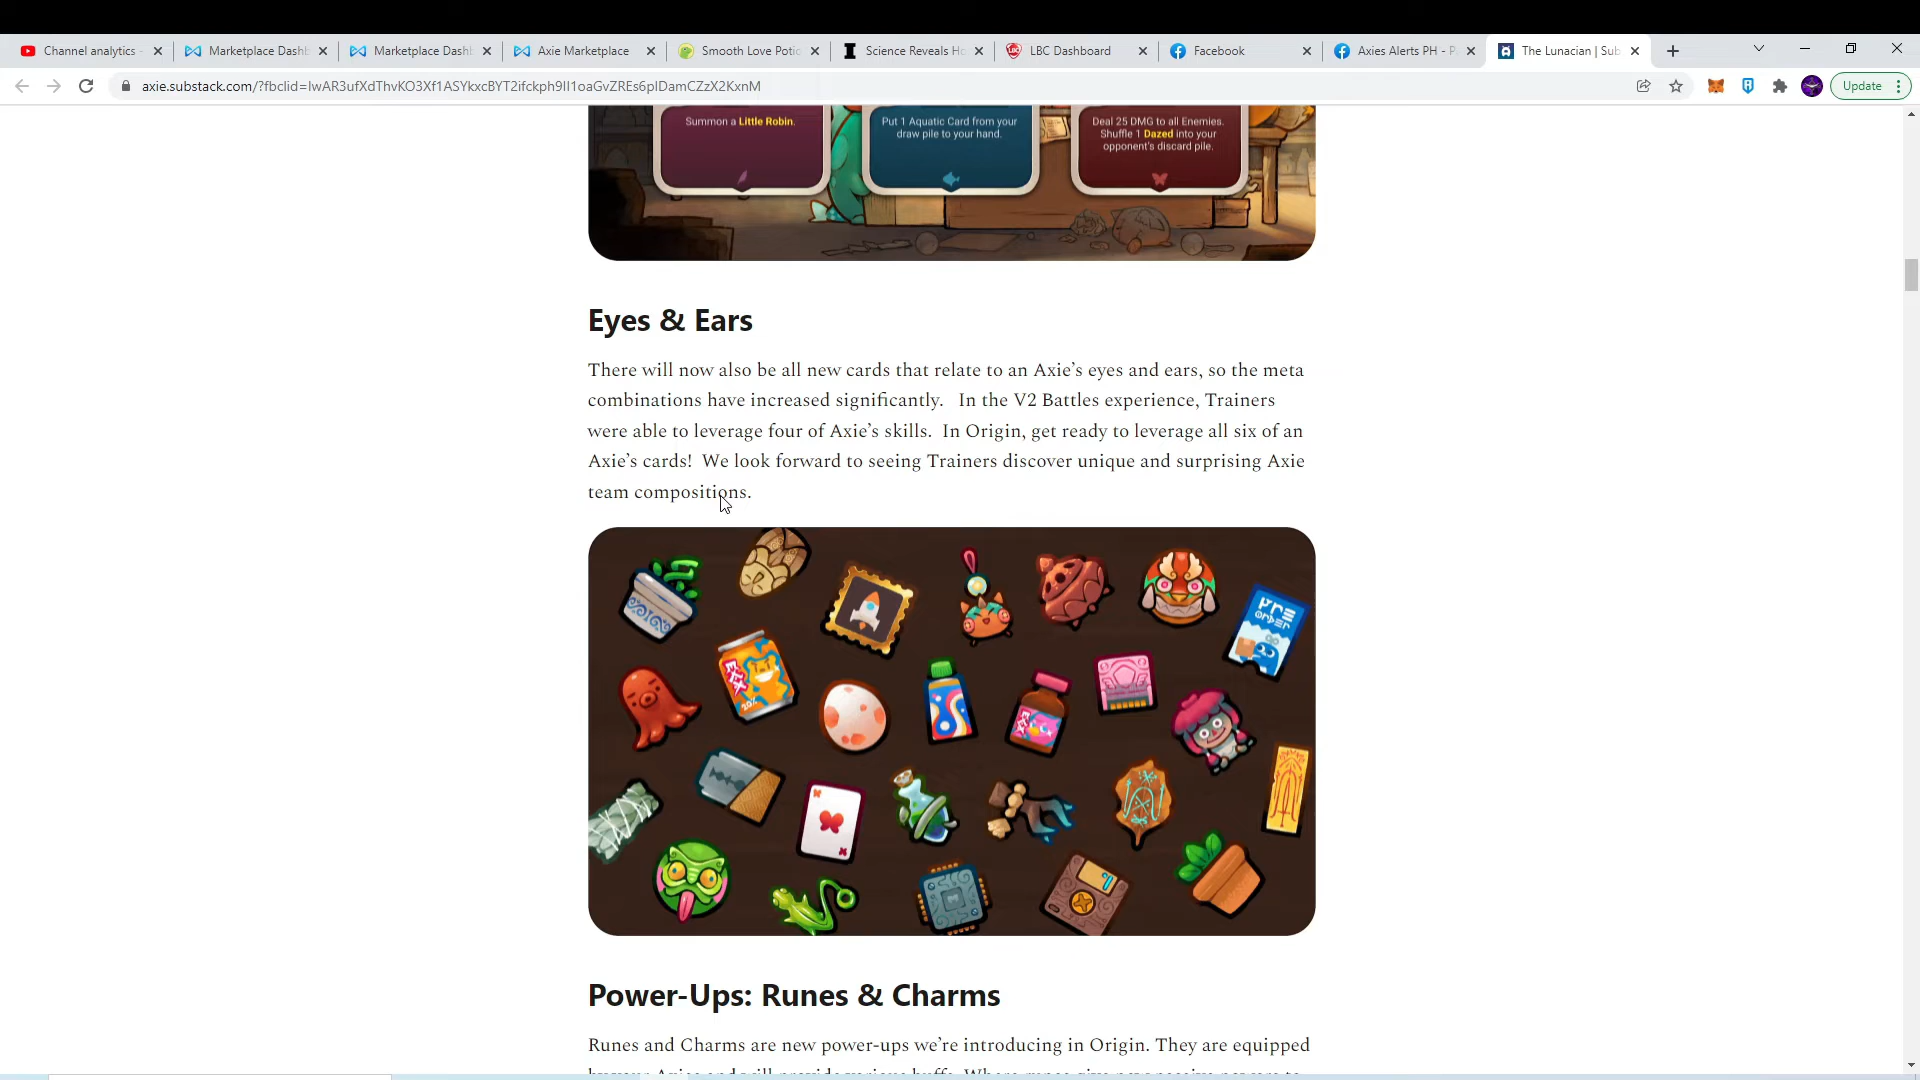 Channel analytics -
Marketplace Dashb
Marketplace Dashb
Axie Marketplace
Smooth Love Potio
Science Reveals Ho
LBC Dashboard
Facebook
Axies Alerts PH - P
The Lunacian | Sub
axie.substack.com/?fbclid=IwAR3ufXdThvKO3Xf1ASYkxcBYT2ifckph9II1oaGvZREs6pIDamCZzX2KxnM
Update
Summon a Little Robin.
Put 1 Aquatic Card from your
draw pile to your hand.
Deal 25 DMG to all Enemies.
Shuffle 1 Dazed into your
opponent's discard pile.
Eyes & Ears
There will now also be all new cards that relate to an Axie’s eyes and ears, so the meta
combinations have increased significantly.   In the V2 Battles experience, Trainers
were able to leverage four of Axie’s skills.  In Origin, get ready to leverage all six of an
Axie’s cards!  We look forward to seeing Trainers discover unique and surprising Axie
team compositions.
Power-Ups: Runes & Charms
Runes and Charms are new power-ups we’re introducing in Origin. They are equipped